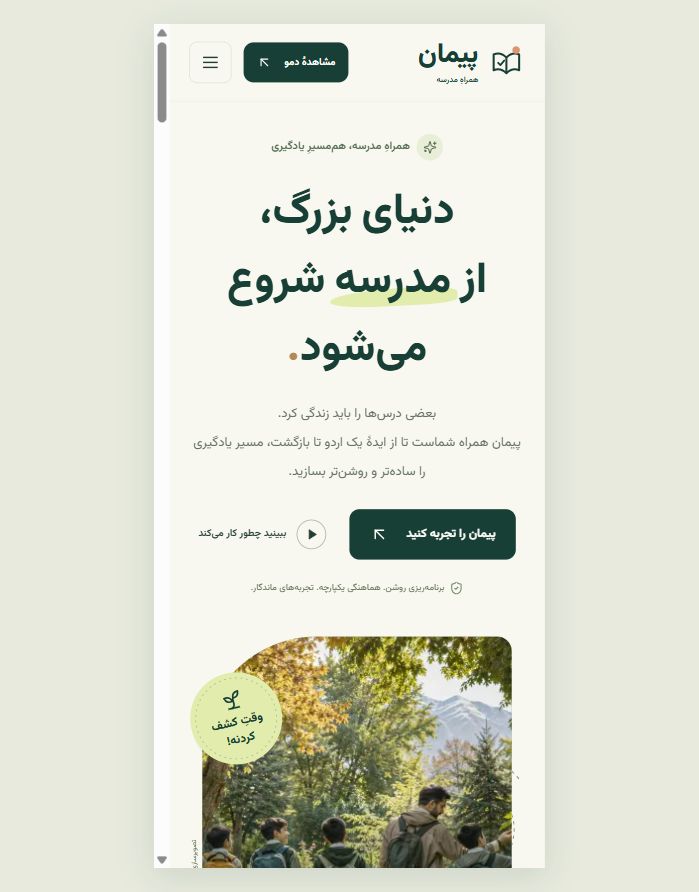 پیمان
همراه مدرسه
مشاهدهٔ دمو
همراهِ مدرسه، هم‌مسیرِ یادگیری
دنیای بزرگ،
از مدرسه شروع
می‌شود.
بعضی درس‌ها را باید زندگی کرد.
پیمان همراه شماست تا از ایدهٔ یک اردو تا بازگشت، مسیر یادگیری
را ساده‌تر و روشن‌تر بسازید.
پیمان را تجربه کنید
ببینید چطور کار می‌کند
برنامه‌ریزی روشن. هماهنگی یکپارچه. تجربه‌های ماندگار.
وقتِ کشف
کردنه!